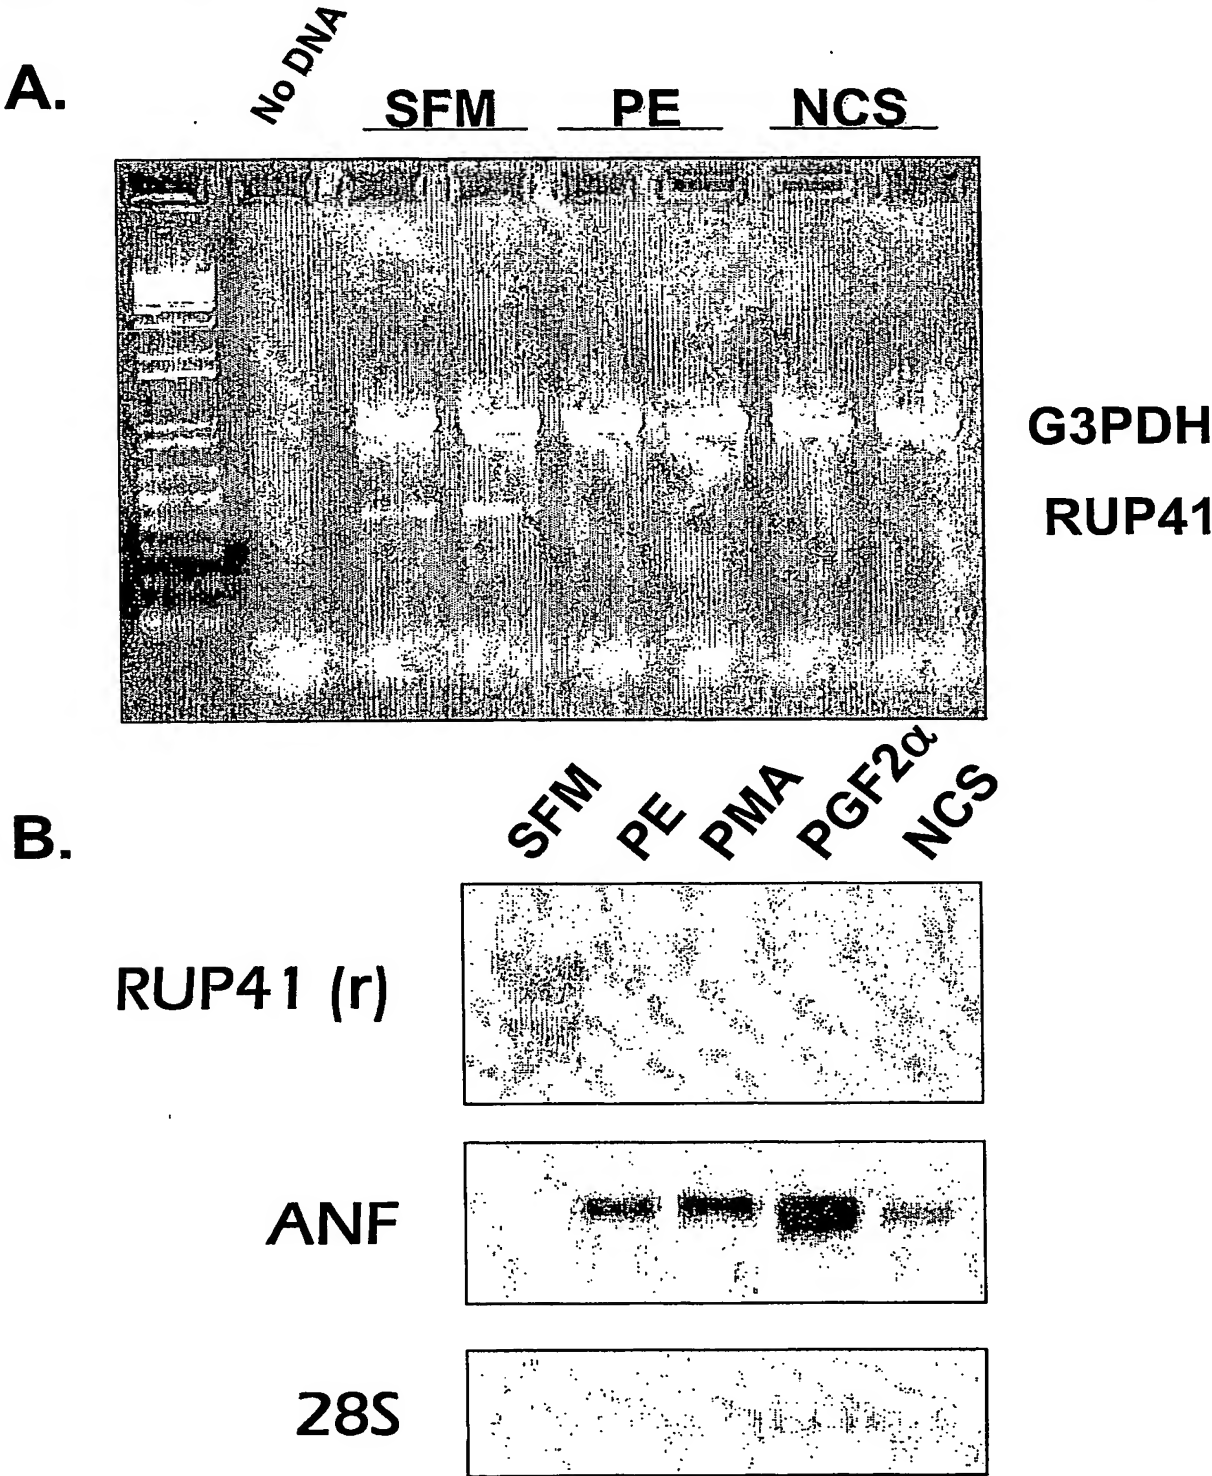 A.
No DNA
SFM PE NCS
G3PDH
RUP41
B.
SFM PE PMA PGF2α NCS
RUP41 (r)
ANF
28S